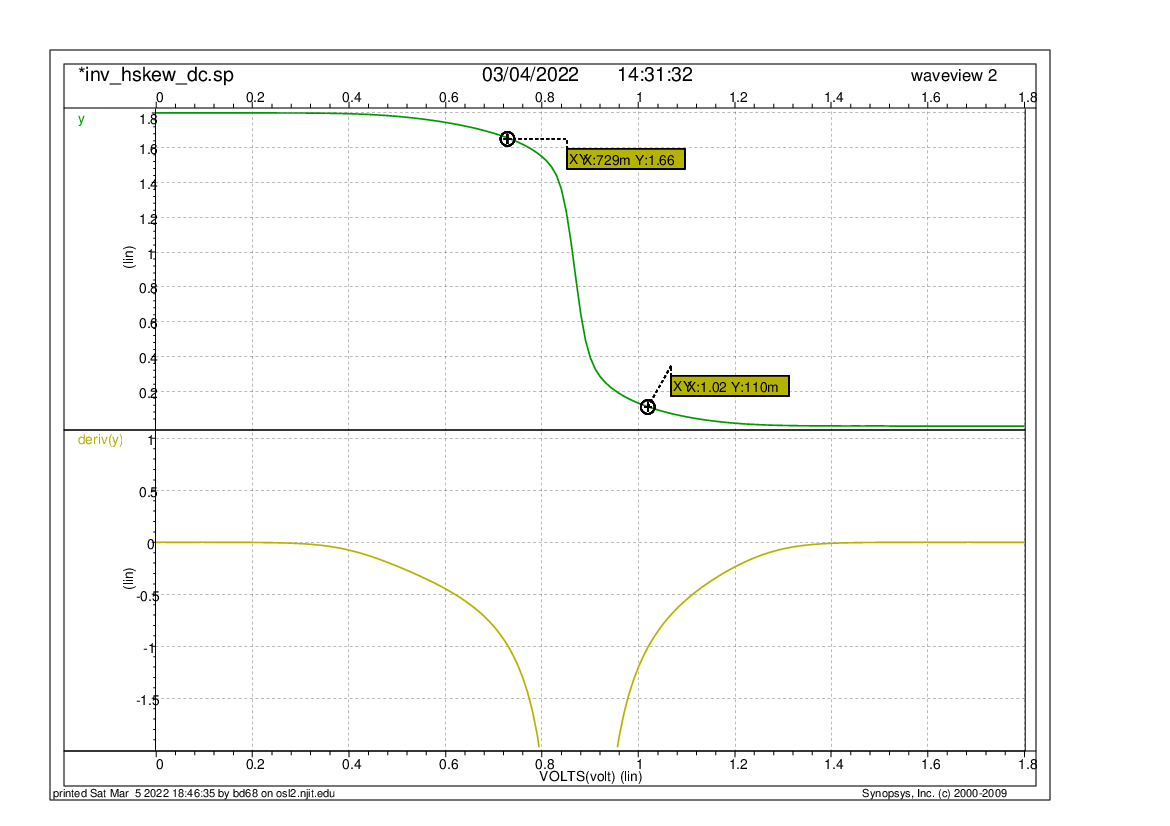 *inv_hskew_dc.sp 03/04/2022 14:31:32 waveview 2
0 0.2 0.4 0.6 0.8 1 1.2 1.4 1.6 1.8
y
1.8
1.6
1.4
1.2
1
0.8
0.6
0.4
0.2
(lin)
XYX:729m Y:1.66
XYX:1.02 Y:110m
deriv(y)
1
0.5
0
-0.5
-1
-1.5
(lin)
0 0.2 0.4 0.6 0.8 1 1.2 1.4 1.6 1.8
VOLTS(volt) (lin)
printed Sat Mar 5 2022 18:46:35 by bd68 on osl2.njit.edu Synopsys, Inc. (c) 2000-2009